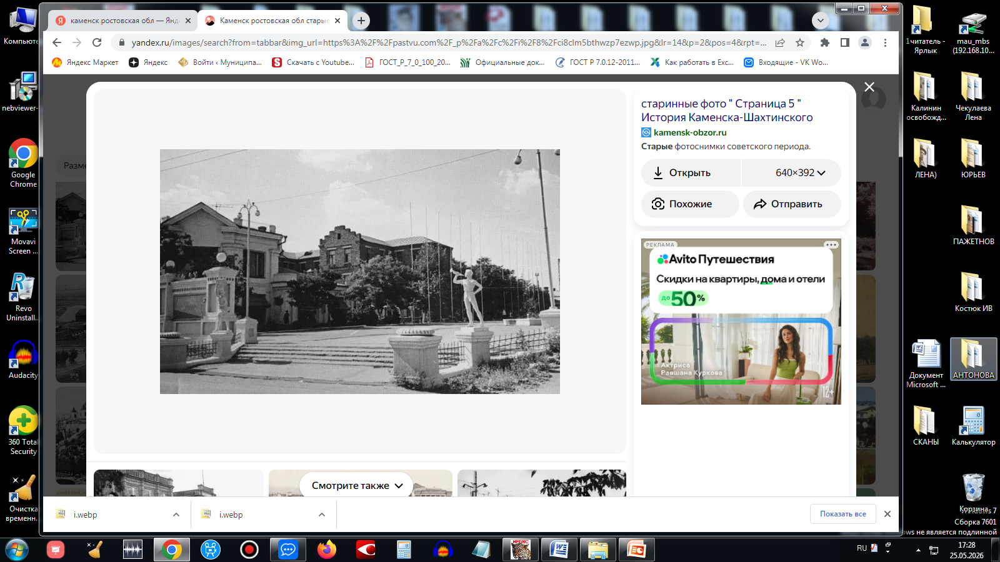 Компьюте
nebviewer-
Google
Chrome
Movavi
Screen ...
Revo
Uninstall...
Audacity
360 Total
Security
Очистка
временн...
каменск ростовская обл — Янд
Каменск ростовская обл старые
yandex.ru/images/search?from=tabbar&img_url=https%3A%2F%2Fpastvu.com%2F_p%2Fa%2Fc%2Fi%2F8%2Fci8clm5bthwzp7ezwp.jpg&lr=14&p=2&pos=4&rpt=...
Яндекс Маркет
Яндекс
Войти ‹ Муниципа...
Скачать с Youtube...
ГОСТ_Р_7_0_100_20...
Официальные док...
ГОСТ Р 7.0.12-2011...
Как работать в Exc...
Входящие - VK Wo...
Разме
старинные фото " Страница 5 "
История Каменска-Шахтинского
kamensk-obzor.ru
Старые фотоснимки советского периода.
Открыть
640×392
Похожие
Отправить
РЕКЛАМА
Avito Путешествия
Скидки на квартиры, дома и отели
до 50%
Актриса
Равшана Куркова
12+
Смотрите также
i.webp
i.webp
Показать все
1читатель -
Ярлык
mau_mbs
(192.168.10...
Калинин
освобожд...
Чекулаева
Лена
ЛЕНА)
ЮРЬЕВ
ПАЖЕТНОВ
Костюк ИВ
Документ
Microsoft ...
АНТОНОВА
СКАНЫ
Калькулятор
Корзина
Сборка 7601
не является подлинной
ИРБИС
RU
17:28
25.05.2026